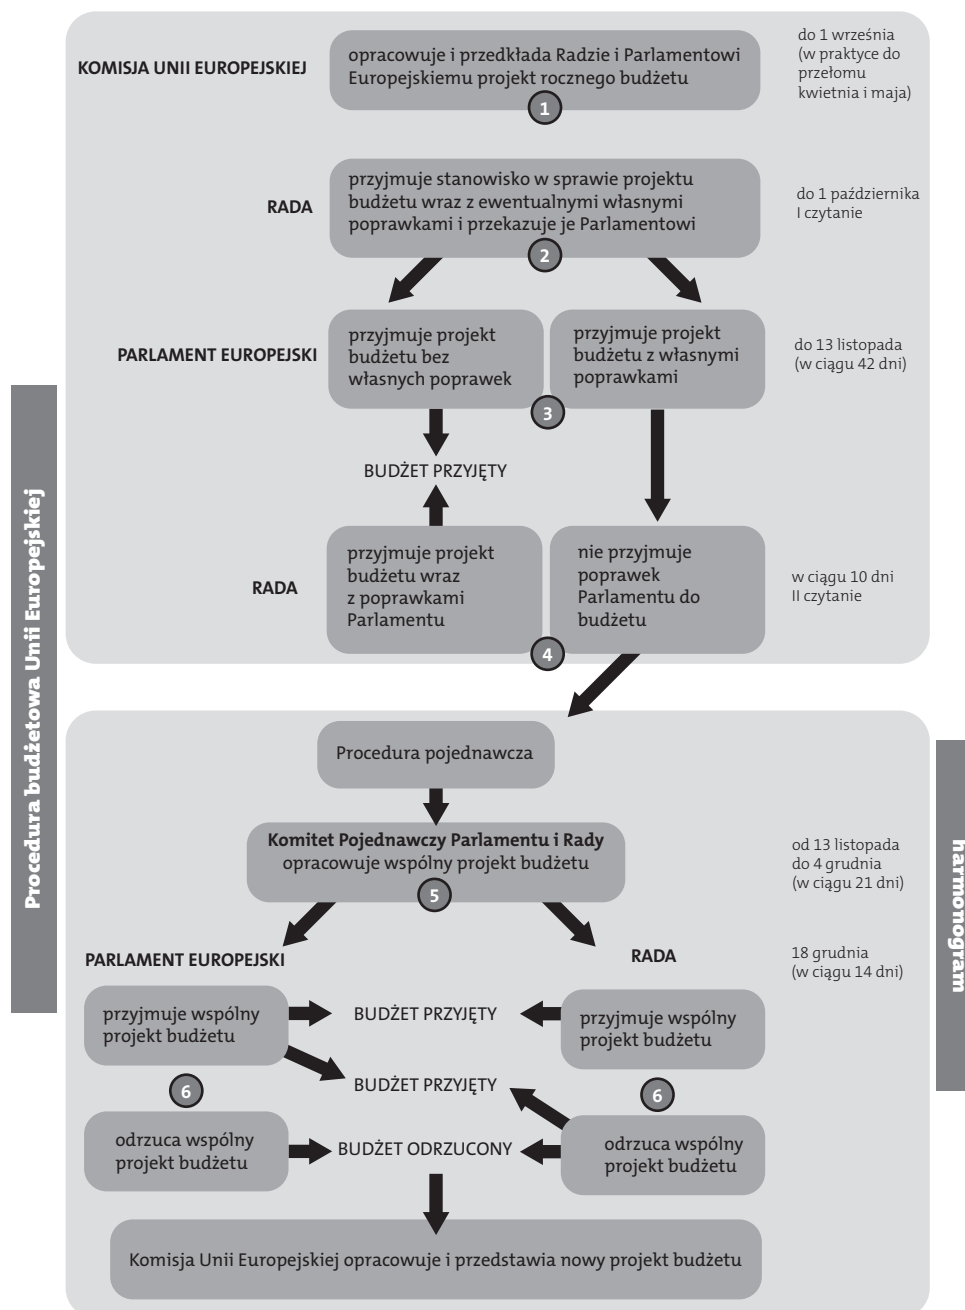 Procedura budżetowa Unii Europejskiej
KOMISJA UNII EUROPEJSKIEJ
opracowuje i przedkłada Radzie i Parlamentowi
Europejskiemu projekt rocznego budżetu
1
do 1 września
(w praktyce do
przełomu
kwietnia i maja)
RADA
przyjmuje stanowisko w sprawie projektu
budżetu wraz z ewentualnymi własnymi
poprawkami i przekazuje je Parlamentowi
2
do 1 października
I czytanie
PARLAMENT EUROPEJSKI
przyjmuje projekt
budżetu bez
własnych poprawek
przyjmuje projekt
budżetu z własnymi
poprawkami
3
do 13 listopada
(w ciągu 42 dni)
BUDŻET PRZYJĘTY
RADA
przyjmuje projekt
budżetu wraz
z poprawkami
Parlamentu
nie przyjmuje
poprawek
Parlamentu do
budżetu
4
w ciągu 10 dni
II czytanie
Procedura pojednawcza
Komitet Pojednawczy Parlamentu i Rady
opracowuje wspólny projekt budżetu
5
od 13 listopada
do 4 grudnia
(w ciągu 21 dni)
harmonogram
PARLAMENT EUROPEJSKI
RADA
18 grudnia
(w ciągu 14 dni)
przyjmuje wspólny
projekt budżetu
BUDŻET PRZYJĘTY
przyjmuje wspólny
projekt budżetu
6
BUDŻET PRZYJĘTY
6
odrzuca wspólny
projekt budżetu
BUDŻET ODRZUCONY
odrzuca wspólny
projekt budżetu
Komisja Unii Europejskiej opracowuje i przedstawia nowy projekt budżetu